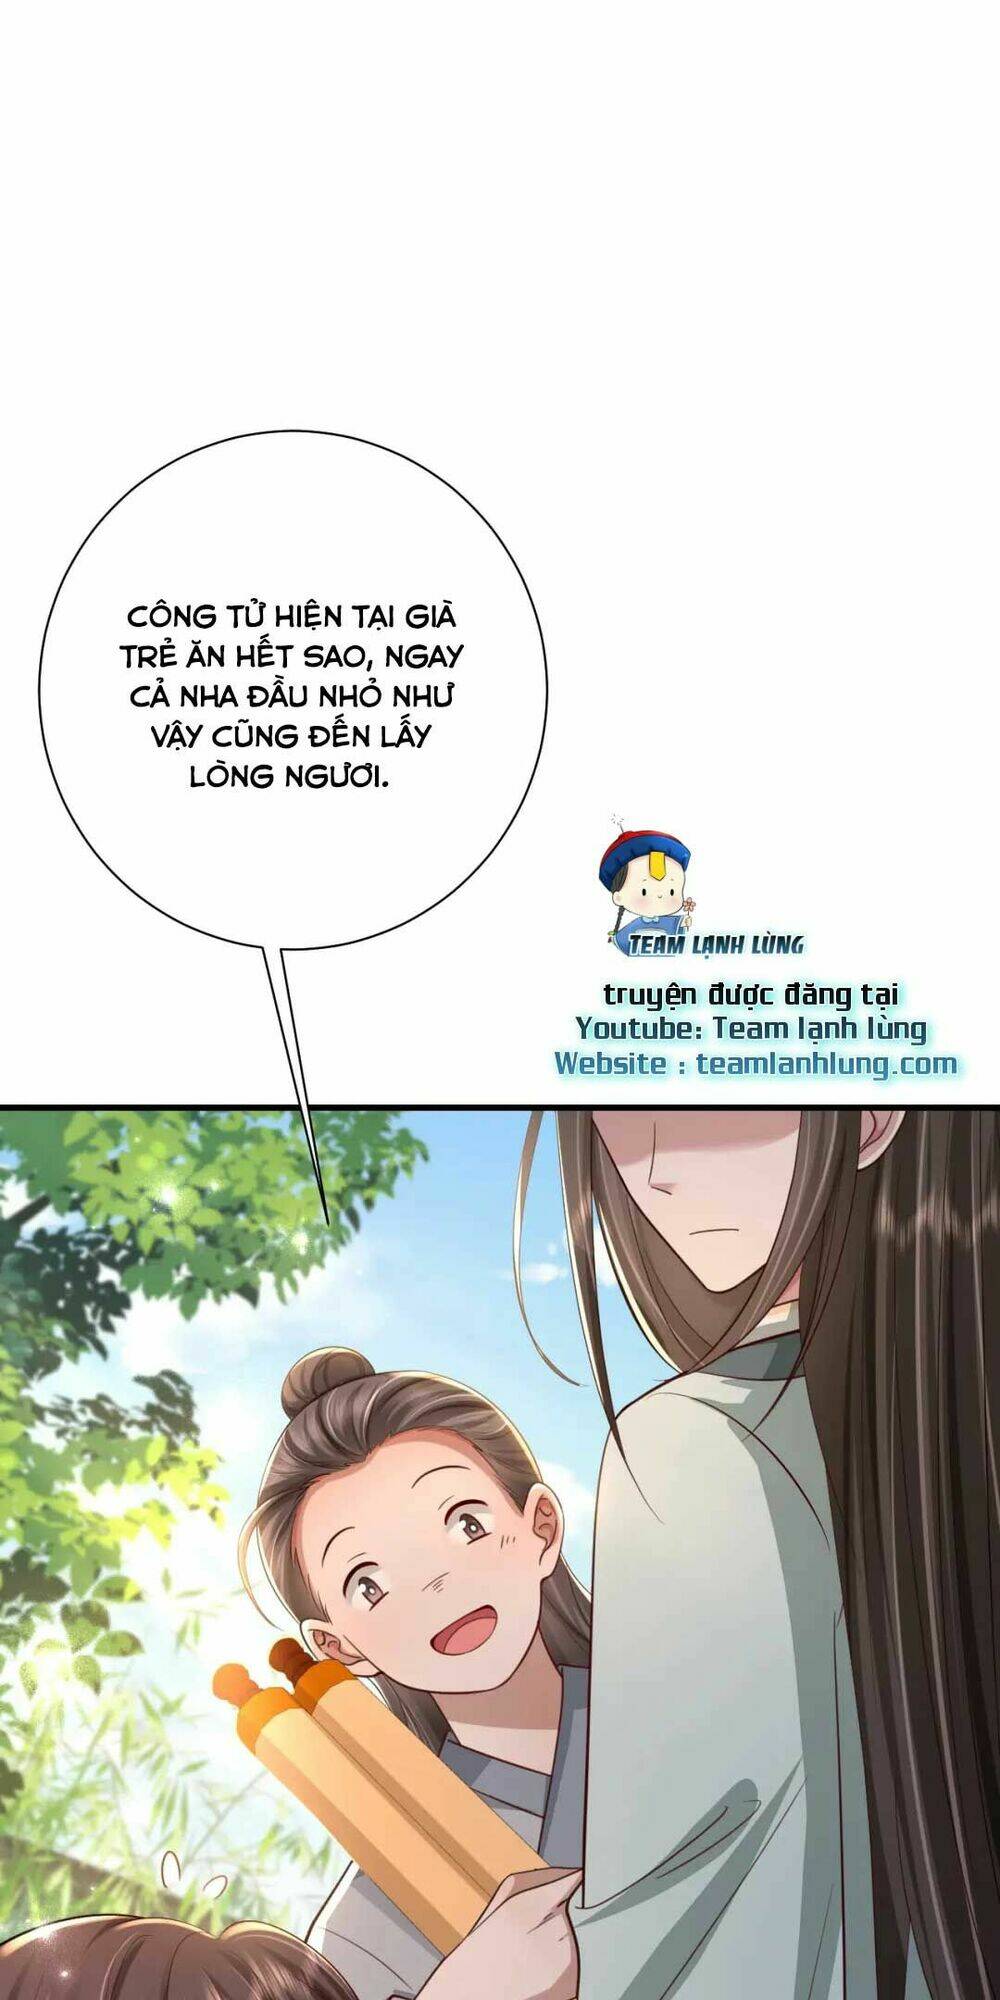 CÔNG TỬ HIỆN TẠI GIÀ
TRẺ ĂN HẾT SAO, NGAY
CẢ NHA ĐẦU NHỎ NHƯ
VẬY CŨNG ĐẾN LẤY
LÒNG NGƯƠI.
TEAM LẠNH LÙNG
truyện được đăng tại
Youtube: Team lạnh lùng
Website : teamlanhlung.com